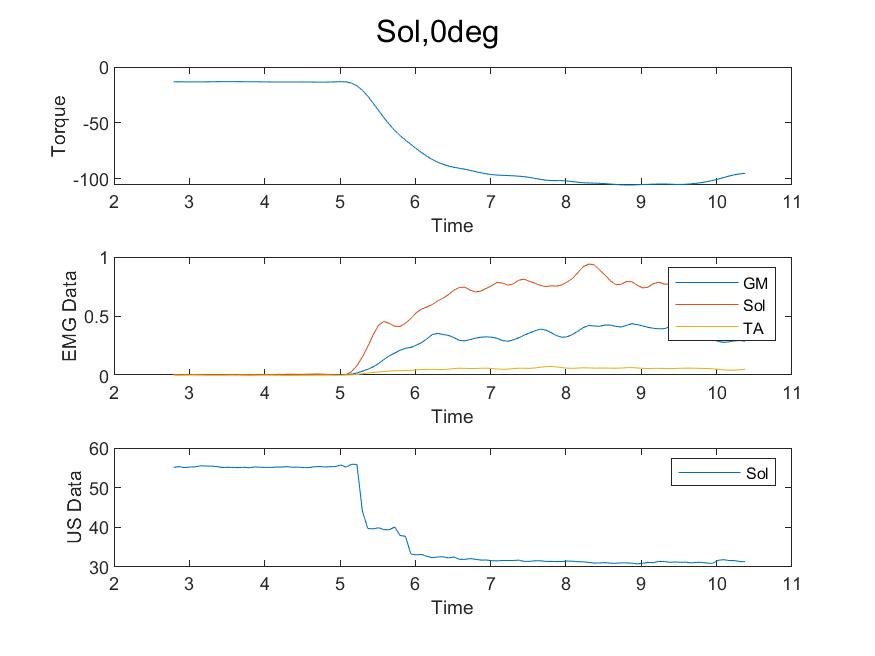 Sol,0deg
0
-50
-100
Torque
2 3 4 5 6 7 8 9 10 11
Time
1
0.5
0
EMG Data
GM
Sol
TA
2 3 4 5 6 7 8 9 10 11
Time
60
50
40
30
US Data
Sol
2 3 4 5 6 7 8 9 10 11
Time